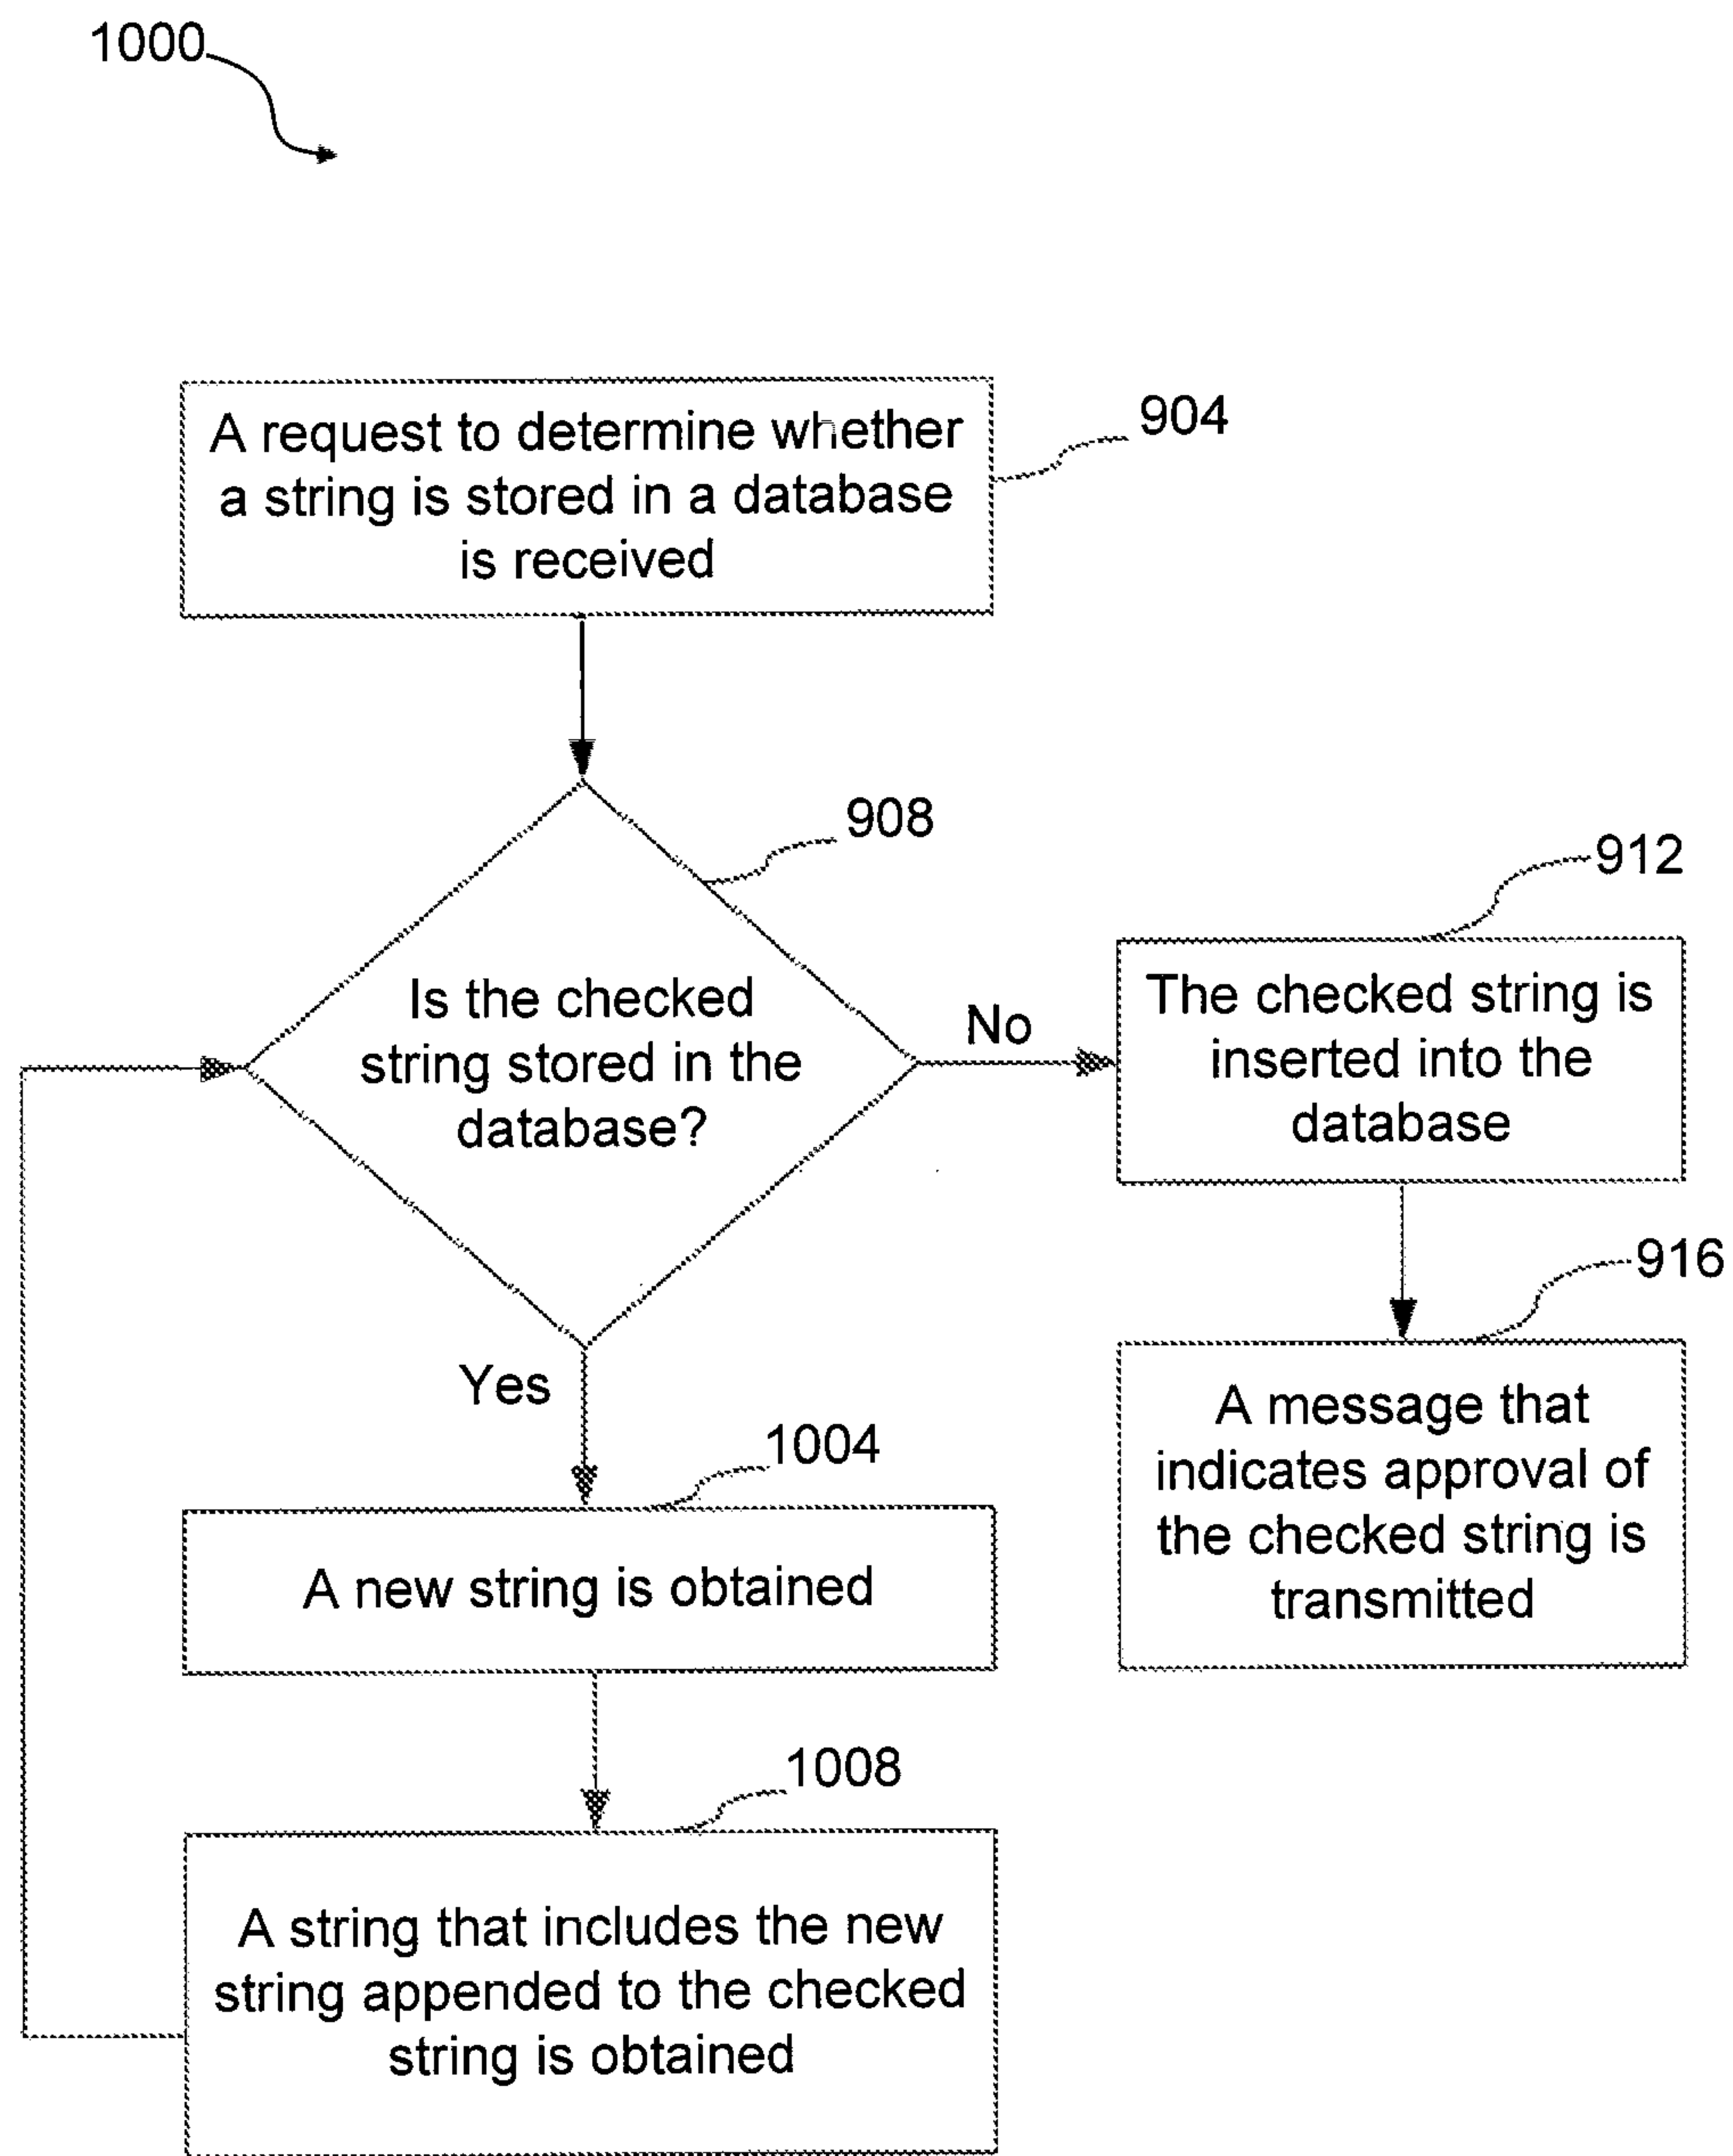 1000
A request to determine whether
a string is stored in a database
is received
904
908
Is the checked
string stored in the
database?
No
912
The checked string is
inserted into the
database
916
A message that
indicates approval of
the checked string is
transmitted
Yes
1004
A new string is obtained
1008
A string that includes the new
string appended to the checked
string is obtained